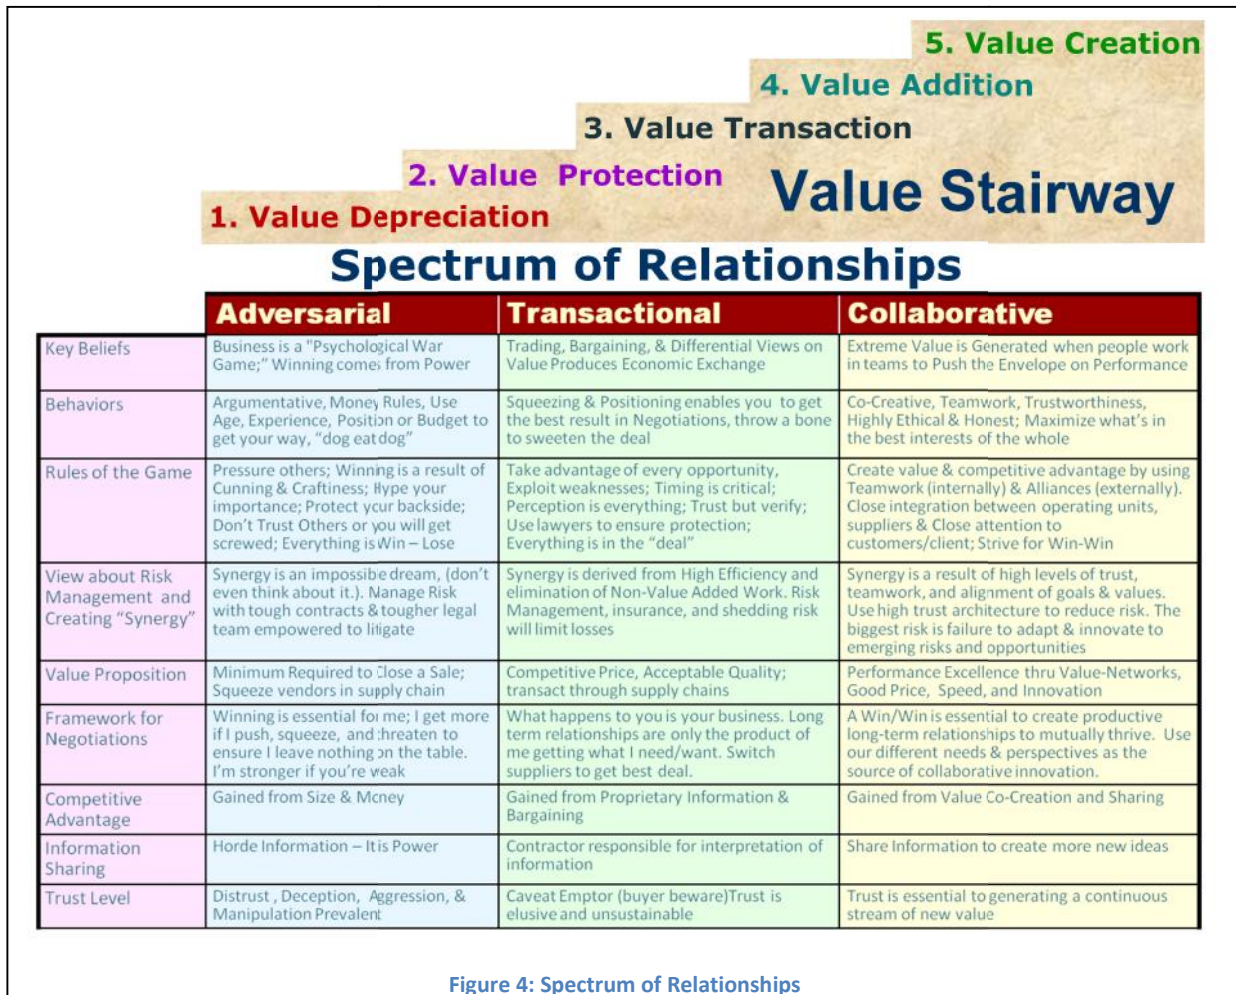 5. Value Creation
4. Value Addition
3. Value Transaction
2. Value Protection
1. Value Depreciation
Value Stairway
Spectrum of Relationships
Adversarial
Transactional
Collaborative
Key Beliefs
Business is a "Psychological War
Game;" Winning comes from Power
Trading, Bargaining, & Differential Views on
Value Produces Economic Exchange
Extreme Value is Generated when people work
in teams to Push the Envelope on Performance
Behaviors
Argumentative, Money Rules, Use
Age, Experience, Position or Budget to
get your way, "dog eat dog"
Squeezing & Positioning enables you to get
the best result in Negotiations, throw a bone
to sweeten the deal
Co-Creative, Teamwork, Trustworthiness,
Highly Ethical & Honest; Maximize what's in
the best interests of the whole
Rules of the Game
Pressure others; Winning is a result of
Cunning & Craftiness; Hype your
importance; Protect your backside;
Don't Trust Others or you will get
screwed; Everything is Win – Lose
Take advantage of every opportunity,
Exploit weaknesses; Timing is critical;
Perception is everything; Trust but verify;
Use lawyers to ensure protection;
Everything is in the "deal"
Create value & competitive advantage by using
Teamwork (internally) & Alliances (externally).
Close integration between operating units,
suppliers & Close attention to
customers/client; Strive for Win-Win
View about Risk
Management and
Creating "Synergy"
Synergy is an impossible dream, (don't
even think about it.). Nanage Risk
with tough contracts & tougher legal
team empowered to litigate
Synergy is derived from High Efficiency and
elimination of Non-Value Added Work. Risk
Management, insurance, and shedding risk
will limit losses
Synergy is a result of high levels of trust,
teamwork, and alignment of goals & values.
Use high trust architecture to reduce risk. The
biggest risk is failure to adapt & innovate to
emerging risks and opportunities
Value Proposition
Minimum Required to Close a Sale;
Squeeze vendors in supply chain
Competitive Price, Acceptable Quality;
transact through supply chains
Performance Excellence thru Value-Networks,
Good Price, Speed, and Innovation
Framework for
Negotiations
Winning is essential for me; I get more
if I push, squeeze, and threaten to
ensure I leave nothing on the table.
I'm stronger if you're weak
What happens to you is your business. Long
term relationships are only the product of
me getting what I need/want. Switch
suppliers to get best deal.
A Win/Win is essential to create productive
long-term relationships to mutually thrive. Use
our different needs & perspectives as the
source of collaborative innovation.
Competitive
Advantage
Gained from Size & Money
Gained from Proprietary Information &
Bargaining
Gained from Value Co-Creation and Sharing
Information
Sharing
Horde Information – It is Power
Contractor responsible for interpretation of
information
Share Information to create more new ideas
Trust Level
Distrust , Deception, Aggression, &
Manipulation Prevalent
Caveat Emptor (buyer beware)Trust is
elusive and unsustainable
Trust is essential to generating a continuous
stream of new value
Figure 4: Spectrum of Relationships